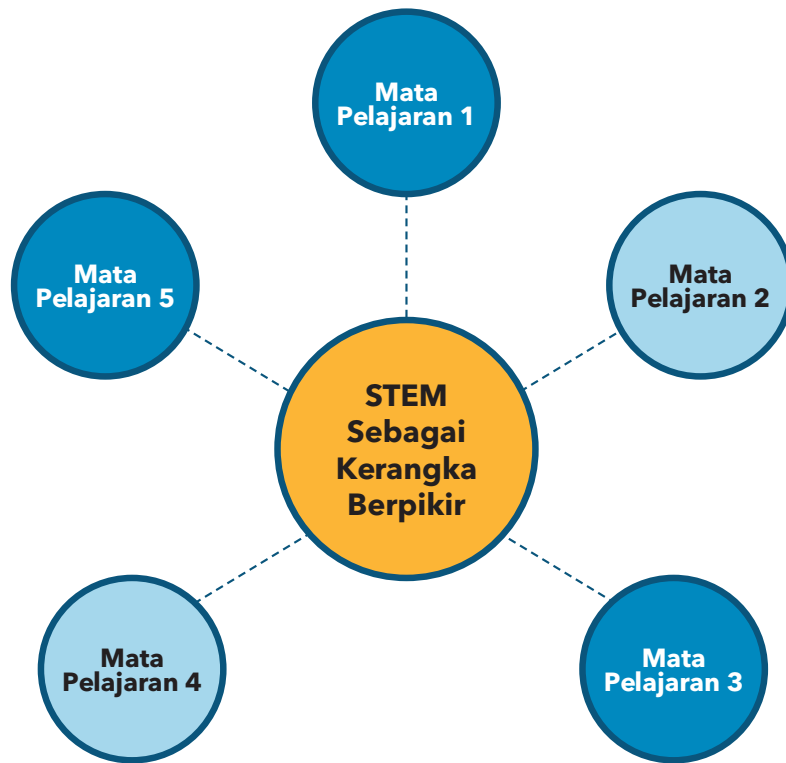 Mata
Pelajaran 1
Mata
Pelajaran 5
Mata
Pelajaran 2
STEM
Sebagai
Kerangka
Berpikir
Mata
Pelajaran 4
Mata
Pelajaran 3